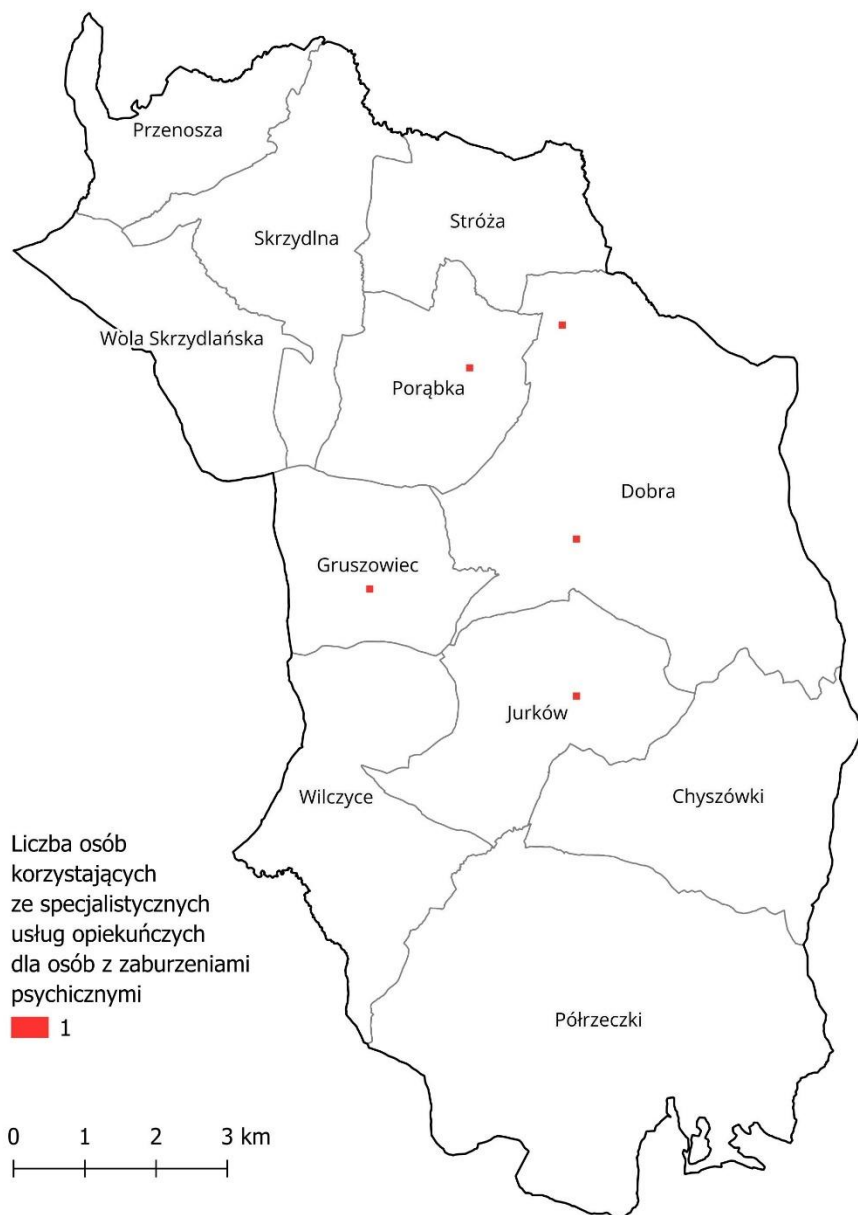 Przenosza
Skrzydlna
Stróża
Wola Skrzydlańska
Porąbka
Dobra
Gruszowiec
Jurków
Wilczyce
Chyszówki
Półrzeczki
Liczba osób
korzystających
ze specjalistycznych
usług opiekuńczych
dla osób z zaburzeniami
psychicznymi
1
0 1 2 3 km